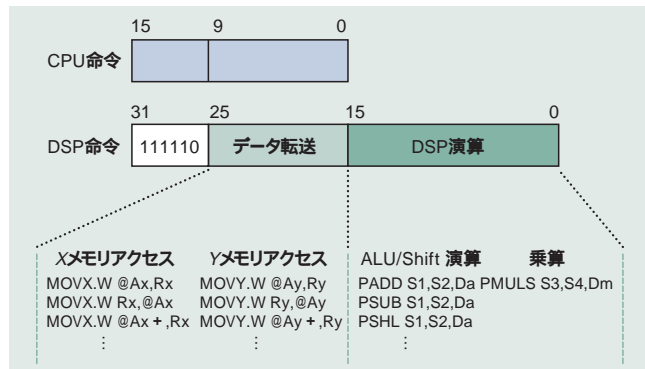 15 9 0
CPU命令
31 25 15 0
DSP命令 111110 データ転送 DSP演算
Xメモリアクセス Yメモリアクセス ALU/Shift 演算 乗算
MOVX.W @Ax,Rx MOVY.W @Ay,Ry PADD S1,S2,Da PMULS S3,S4,Dm
MOVX.W Rx,@Ax MOVY.W Ry,@Ay PSUB S1,S2,Da
MOVX.W @Ax+,Rx MOVY.W @Ay+,Ry PSHL S1,S2,Da
⋮ ⋮ ⋮